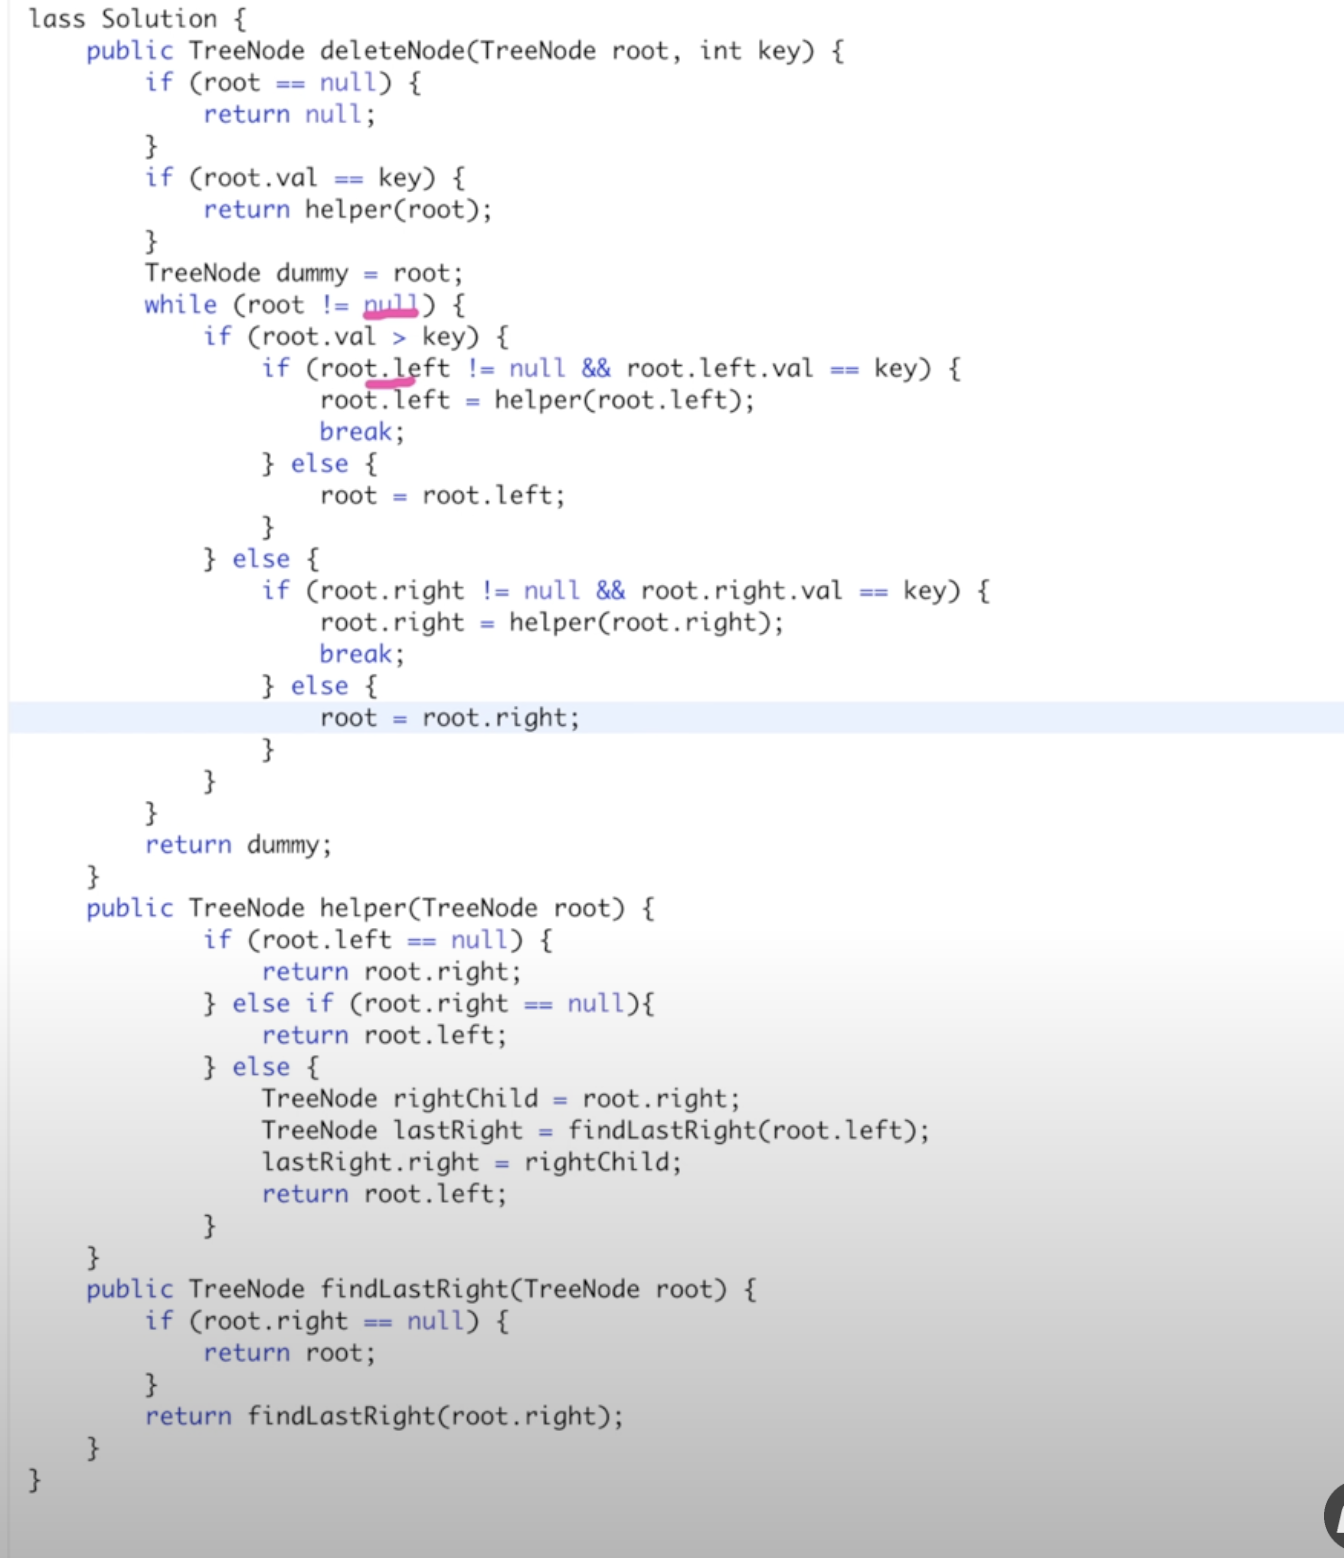 lass Solution {
    public TreeNode deleteNode(TreeNode root, int key) {
        if (root == null) {
            return null;
        }
        if (root.val == key) {
            return helper(root);
        }
        TreeNode dummy = root;
        while (root != null) {
            if (root.val > key) {
                if (root.left != null && root.left.val == key) {
                    root.left = helper(root.left);
                    break;
                } else {
                    root = root.left;
                }
            } else {
                if (root.right != null && root.right.val == key) {
                    root.right = helper(root.right);
                    break;
                } else {
                    root = root.right;
                }
            }
        }
        return dummy;
    }
    public TreeNode helper(TreeNode root) {
            if (root.left == null) {
                return root.right;
            } else if (root.right == null){
                return root.left;
            } else {
                TreeNode rightChild = root.right;
                TreeNode lastRight = findLastRight(root.left);
                lastRight.right = rightChild;
                return root.left;
            }
    }
    public TreeNode findLastRight(TreeNode root) {
        if (root.right == null) {
            return root;
        }
        return findLastRight(root.right);
    }
}